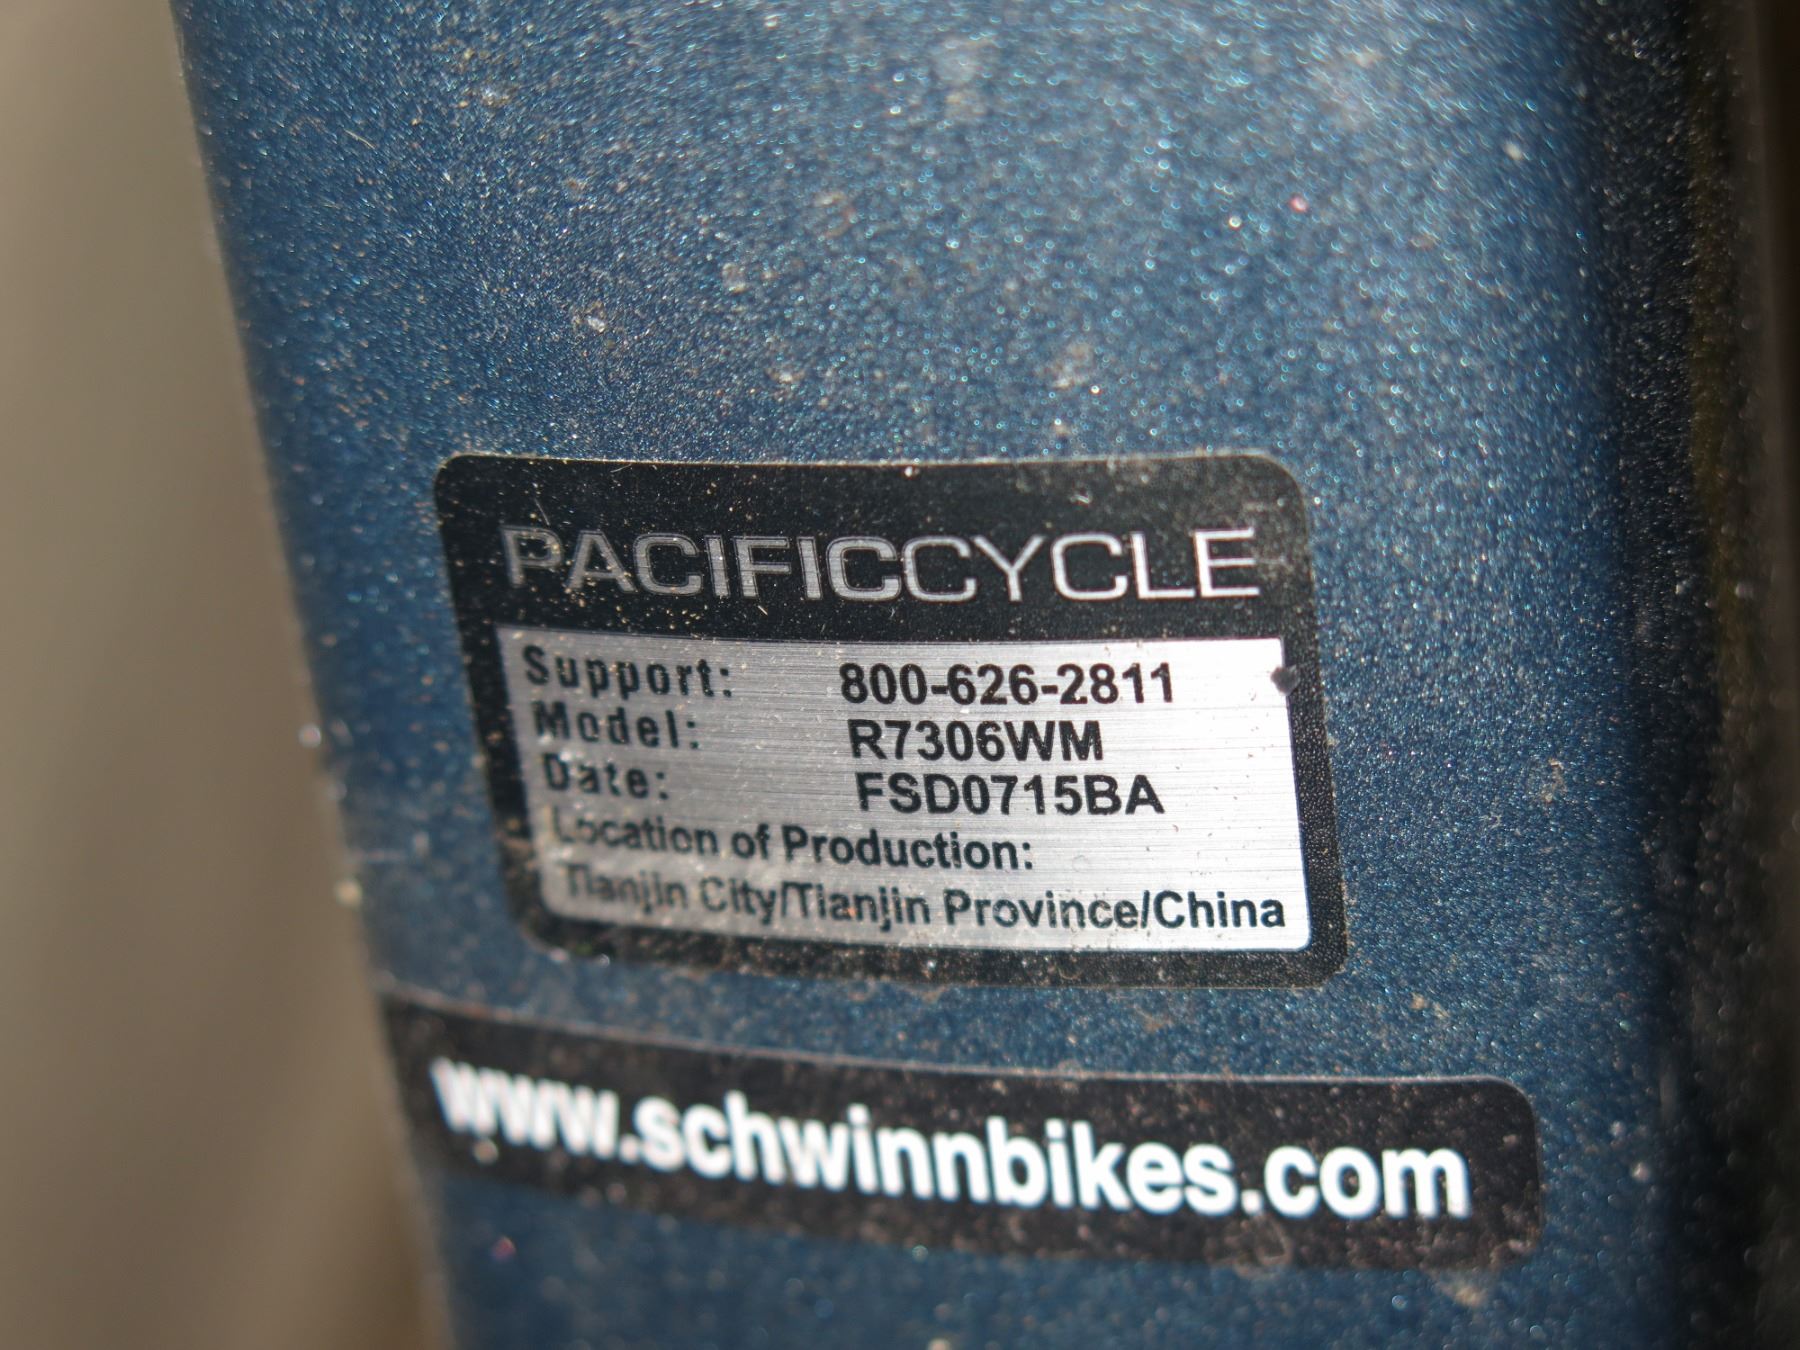 PACIFICCYCLE
Support: 800-626-2811
Model: R7306WM
Date: FSD0715BA
Location of Production:
Tianjin City/Tianjin Province/China
www.schwinnbikes.com